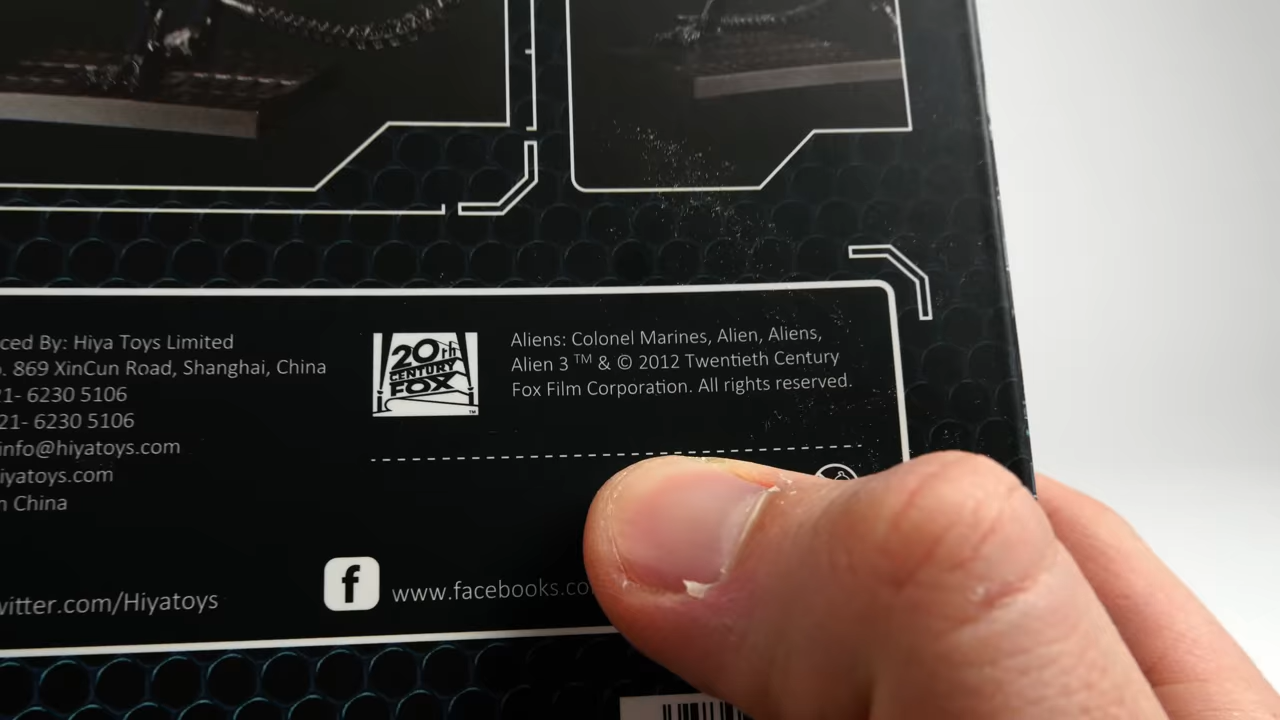 ced By: Hiya Toys Limited
. 869 XinCun Road, Shanghai, China
21- 6230 5106
21- 6230 5106
info@hiyatoys.com
iyatoys.com
n China
witter.com/Hiyatoys
20TH
CENTURY
FOX
TM
Aliens: Colonel Marines, Alien, Aliens,
Alien 3 TM & © 2012 Twentieth Century
Fox Film Corporation. All rights reserved.
f
www.facebooks.co